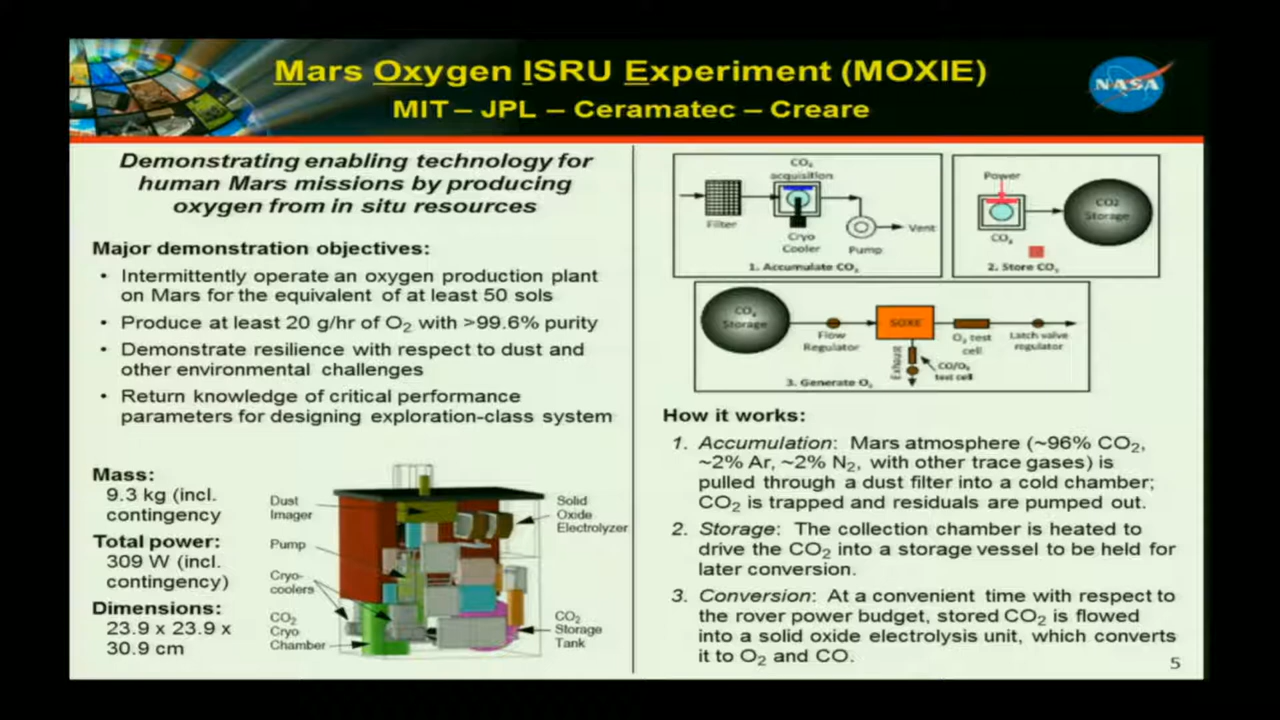 Mars Oxygen ISRU Experiment (MOXIE)
MIT – JPL – Ceramatec – Creare
NASA
Demonstrating enabling technology for
human Mars missions by producing
oxygen from in situ resources
Major demonstration objectives:
• Intermittently operate an oxygen production plant
on Mars for the equivalent of at least 50 sols
• Produce at least 20 g/hr of O₂ with >99.6% purity
• Demonstrate resilience with respect to dust and
other environmental challenges
• Return knowledge of critical performance
parameters for designing exploration-class system
Mass:
9.3 kg (incl.
contingency
Total power:
309 W (incl.
contingency)
Dimensions:
23.9 x 23.9 x
30.9 cm
Dust
Imager
Pump
Cryo-
coolers
CO₂
Cryo
Chamber
Solid
Oxide
Electrolyzer
CO₂
Storage
Tank
CO₂
acquisition
Filter
Cryo
Cooler
Pump
Vent
1. Accumulate CO₂
Power
CO₂
CO2
Storage
2. Store CO₂
CO₂
Storage
Flow
Regulator
SOXE
Exhaust
O₂ test
cell
CO/O₂
test cell
Latch valve
regulator
3. Generate O₂
How it works:
1. Accumulation: Mars atmosphere (~96% CO₂,
~2% Ar, ~2% N₂, with other trace gases) is
pulled through a dust filter into a cold chamber;
CO₂ is trapped and residuals are pumped out.
2. Storage: The collection chamber is heated to
drive the CO₂ into a storage vessel to be held for
later conversion.
3. Conversion: At a convenient time with respect to
the rover power budget, stored CO₂ is flowed
into a solid oxide electrolysis unit, which converts
it to O₂ and CO.
5